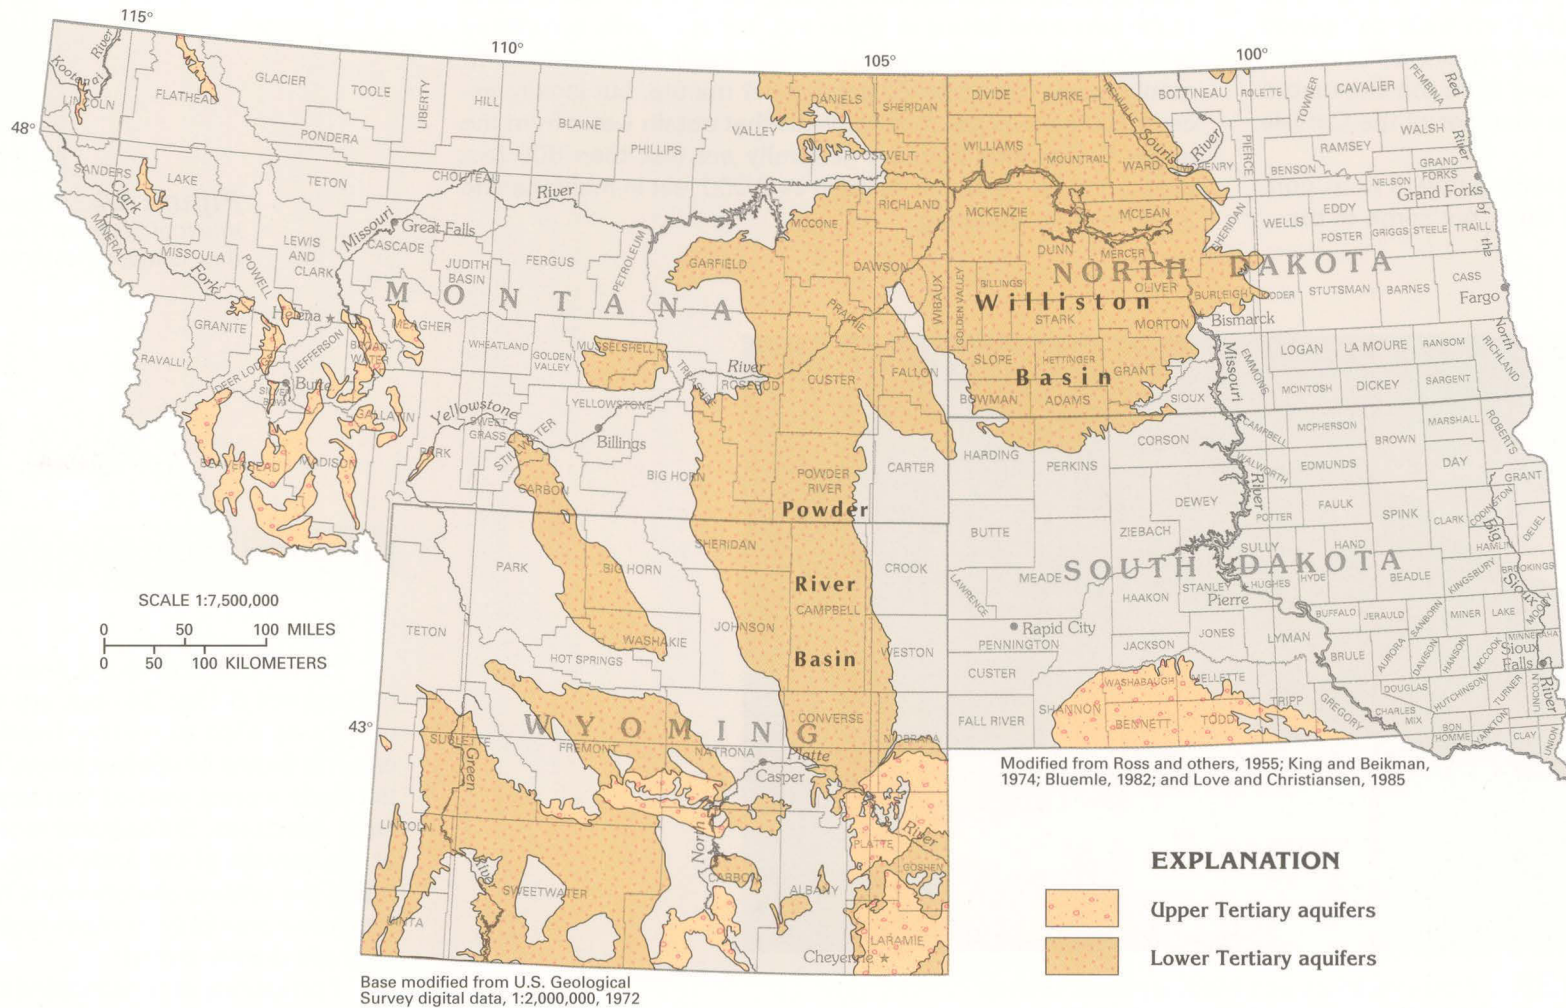 115°
110°
105°
100°
48°
43°
Kootenai
River
LINCOLN
FLATHEAD
GLACIER
TOOLE
LIBERTY
HILL
BLAINE
PHILLIPS
VALLEY
DANIELS
SHERIDAN
ROOSEVELT
PONDERA
SANDERS
LAKE
TETON
CHOUTEAU
River
Missouri
Great Falls
CASCADE
MINERAL
Clark
Fork
MISSOULA
POWELL
LEWIS
AND
CLARK
JUDITH
BASIN
FERGUS
PETROLEUM
GARFIELD
MCCONE
RICHLAND
DAWSON
WIBAUX
PRAIRIE
MONTANA
GRANITE
Helena
MEAGHER
RAVALLI
DEER LODGE
JEFFERSON
BROAD-
WATER
WHEATLAND
GOLDEN
VALLEY
MUSSELSHELL
TREASURE
ROSEBUD
River
CUSTER
FALLON
Butte
SILVER
BOW
GALLATIN
Yellowstone
SWEET
GRASS
STILLWATER
YELLOWSTONE
Billings
BEAVERHEAD
MADISON
PARK
CARBON
BIG HORN
POWDER
RIVER
CARTER
DIVIDE
BURKE
RENVILLE
Souris
River
BOTTINEAU
ROLETTE
TOWNER
CAVALIER
PEMBINA
Red
River
of
the
North
WILLIAMS
MOUNTRAIL
WARD
MCHENRY
PIERCE
BENSON
RAMSEY
WALSH
NELSON
GRAND
FORKS
Grand Forks
MCKENZIE
MCLEAN
SHERIDAN
WELLS
EDDY
FOSTER
GRIGGS
STEELE
TRAILL
DUNN
MERCER
OLIVER
NORTH DAKOTA
GOLDEN VALLEY
BILLINGS
Williston
STARK
MORTON
BURLEIGH
KIDDER
STUTSMAN
BARNES
CASS
Fargo
Bismarck
SLOPE
HETTINGER
GRANT
Basin
BOWMAN
ADAMS
SIOUX
Missouri
EMMONS
LOGAN
LA MOURE
RANSOM
RICHLAND
MCINTOSH
DICKEY
SARGENT
HARDING
PERKINS
CORSON
CAMPBELL
MCPHERSON
BROWN
MARSHALL
ROBERTS
WALWORTH
EDMUNDS
DAY
GRANT
DEWEY
River
POTTER
FAULK
SPINK
CLARK
CODINGTON
Big
Sioux
River
DEUEL
HAMLIN
BUTTE
ZIEBACH
SULLY
HAND
SOUTH DAKOTA
LAWRENCE
MEADE
HAAKON
STANLEY
HUGHES
HYDE
Pierre
BEADLE
KINGSBURY
BROOKINGS
BUFFALO
JERAULD
SANBORN
MINER
LAKE
MOODY
Rapid City
PENNINGTON
JACKSON
JONES
LYMAN
BRULE
AURORA
DAVISON
HANSON
MCCOOK
MINNEHAHA
Sioux
Falls
CUSTER
WASHABAUGH
MELLETTE
TRIPP
GREGORY
DOUGLAS
HUTCHINSON
TURNER
LINCOLN
FALL RIVER
SHANNON
BENNETT
TODD
CHARLES
MIX
BON
HOMME
YANKTON
CLAY
UNION
Powder
River
Basin
PARK
BIG HORN
SHERIDAN
CROOK
CAMPBELL
JOHNSON
WASHAKIE
WESTON
TETON
HOT SPRINGS
WYOMING
CONVERSE
NIOBRARA
SUBLETTE
Green
River
FREMONT
NATRONA
Platte
Casper
North
River
PLATTE
GOSHEN
LINCOLN
SWEETWATER
CARBON
ALBANY
UINTA
LARAMIE
Cheyenne
SCALE 1:7,500,000
0 50 100 MILES
0 50 100 KILOMETERS
Modified from Ross and others, 1955; King and Beikman,
1974; Bluemle, 1982; and Love and Christiansen, 1985
EXPLANATION
Upper Tertiary aquifers
Lower Tertiary aquifers
Base modified from U.S. Geological
Survey digital data, 1:2,000,000, 1972